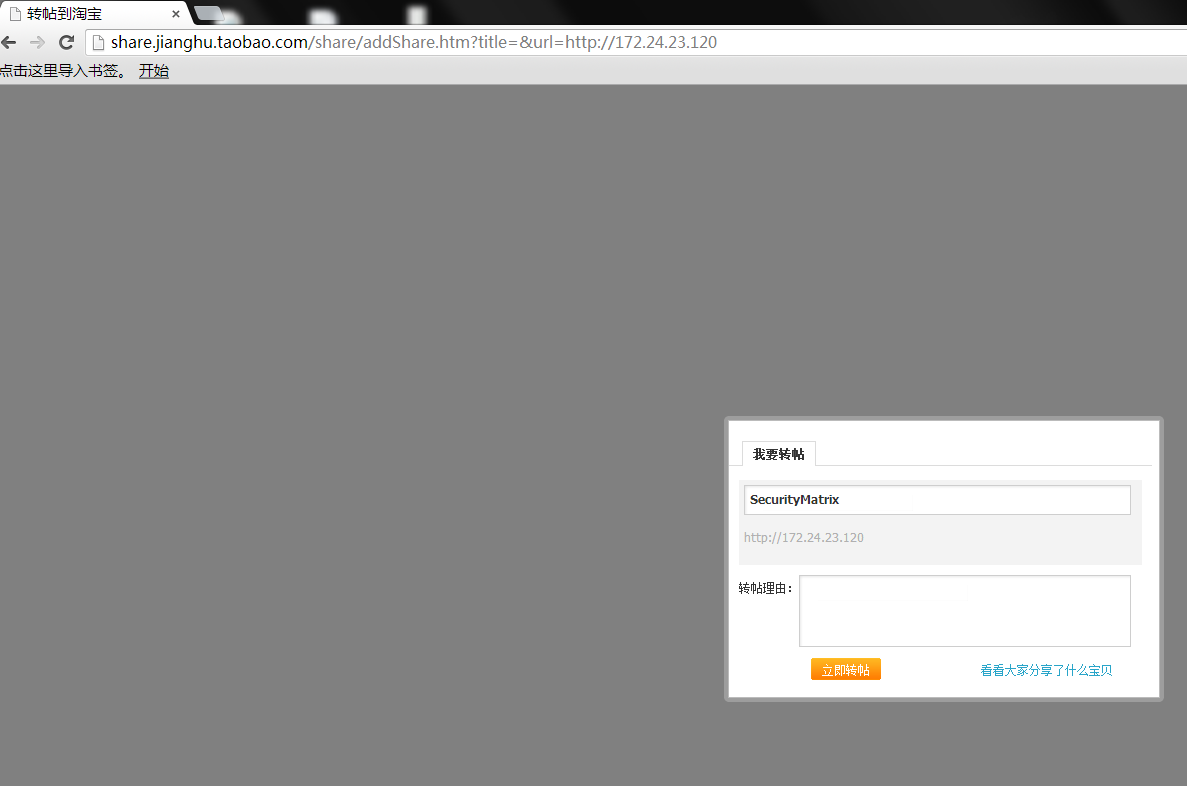 转帖到淘宝
share.jianghu.taobao.com/share/addShare.htm?title=&url=http://172.24.23.120
点击这里导入书签。 开始
我要转帖
SecurityMatrix
http://172.24.23.120
转帖理由：
立即转帖 看看大家分享了什么宝贝